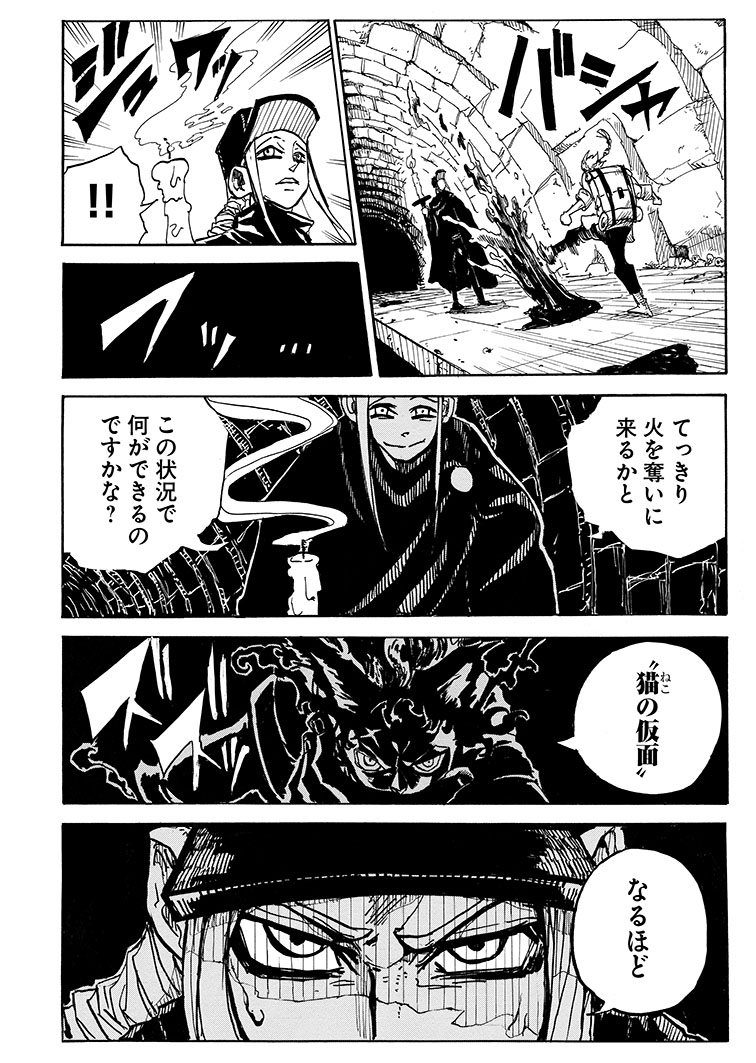 バシャ
ジュワッ
!!
フッ…
てっきり
火を奪いに
来るかと
この状況で
何ができるの
ですかな?
〝猫の仮面〟
ねこ
ズズ
なるほど